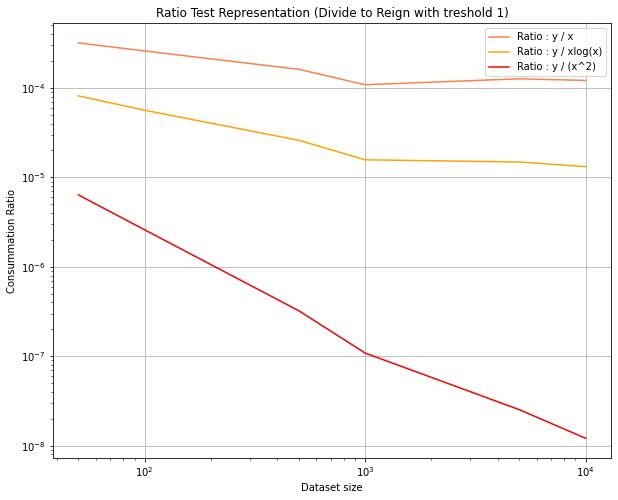 Ratio Test Representation (Divide to Reign with treshold 1)
Ratio : y / x
Ratio : y / xlog(x)
Ratio : y / (x^2)
Consummation Ratio
10⁻⁴
10⁻⁵
10⁻⁶
10⁻⁷
10⁻⁸
10² 10³ 10⁴
Dataset size